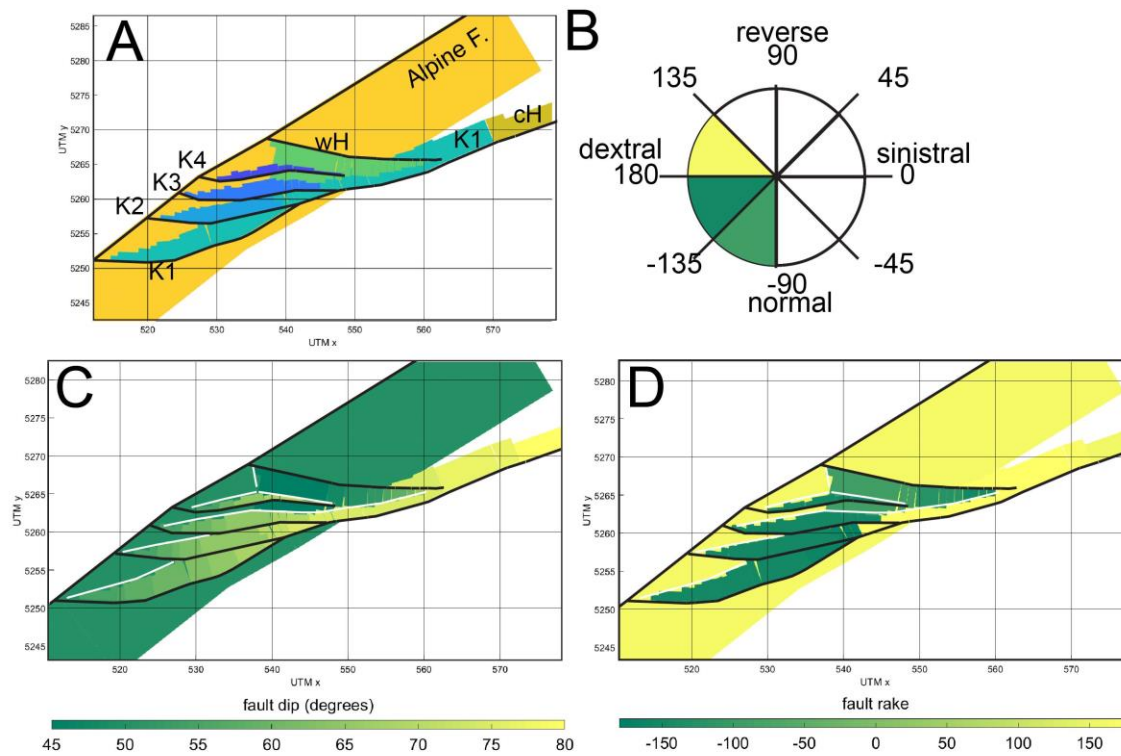 A
5285
5280
5275
5270
5265
5260
5255
5250
5245
UTM y
Alpine F.
wH
K1
cH
K4
K3
K2
K1
520
530
540
550
560
570
UTM x
B
reverse
90
135
45
dextral
180
sinistral
0
-135
-45
-90
normal
C
5280
5275
5270
5265
5260
5255
5250
5245
UTM y
520
530
540
550
560
570
UTM x
fault dip (degrees)
45
50
55
60
65
70
75
80
D
5280
5275
5270
5265
5260
5255
5250
5245
UTM y
520
530
540
550
560
570
UTM x
fault rake
-150
-100
-50
0
50
100
150